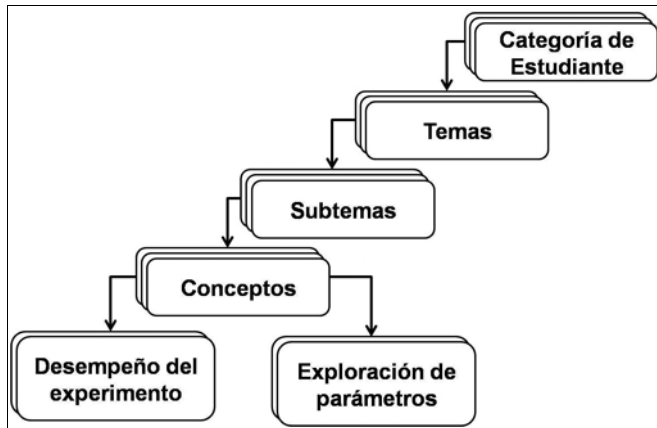 Categoría de
Estudiante
Temas
Subtemas
Conceptos
Desempeño del
experimento
Exploración de
parámetros